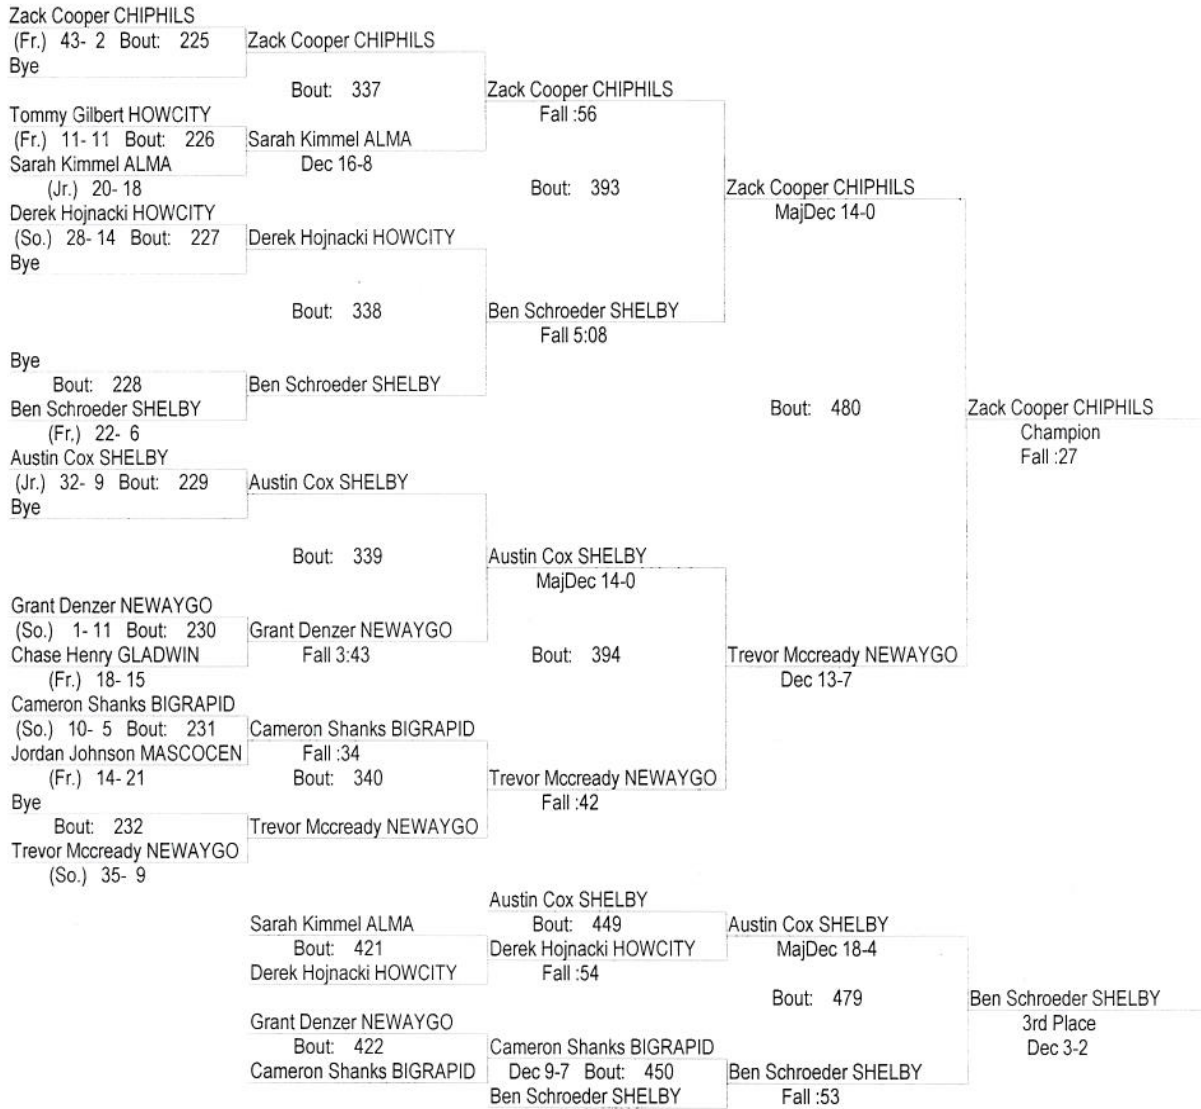 Zack Cooper CHIPHILS
(Fr.) 43- 2 Bout: 225
Bye
Zack Cooper CHIPHILS
Bout: 337
Tommy Gilbert HOWCITY
(Fr.) 11- 11 Bout: 226
Sarah Kimmel ALMA
(Jr.) 20- 18
Sarah Kimmel ALMA
Dec 16-8
Zack Cooper CHIPHILS
Fall :56
Bout: 393
Derek Hojnacki HOWCITY
(So.) 28- 14 Bout: 227
Bye
Derek Hojnacki HOWCITY
Bout: 338
Bye
Bout: 228
Ben Schroeder SHELBY
(Fr.) 22- 6
Ben Schroeder SHELBY
Ben Schroeder SHELBY
Fall 5:08
Zack Cooper CHIPHILS
MajDec 14-0
Bout: 480
Zack Cooper CHIPHILS
Champion
Fall :27
Austin Cox SHELBY
(Jr.) 32- 9 Bout: 229
Bye
Austin Cox SHELBY
Bout: 339
Grant Denzer NEWAYGO
(So.) 1- 11 Bout: 230
Chase Henry GLADWIN
(Fr.) 18- 15
Grant Denzer NEWAYGO
Fall 3:43
Austin Cox SHELBY
MajDec 14-0
Bout: 394
Cameron Shanks BIGRAPID
(So.) 10- 5 Bout: 231
Jordan Johnson MASCOCEN
(Fr.) 14- 21
Cameron Shanks BIGRAPID
Fall :34
Bout: 340
Bye
Bout: 232
Trevor Mccready NEWAYGO
(So.) 35- 9
Trevor Mccready NEWAYGO
Trevor Mccready NEWAYGO
Fall :42
Trevor Mccready NEWAYGO
Dec 13-7
Sarah Kimmel ALMA
Bout: 421
Derek Hojnacki HOWCITY
Austin Cox SHELBY
Bout: 449
Derek Hojnacki HOWCITY
Fall :54
Austin Cox SHELBY
MajDec 18-4
Bout: 479
Grant Denzer NEWAYGO
Bout: 422
Cameron Shanks BIGRAPID
Cameron Shanks BIGRAPID
Dec 9-7 Bout: 450
Ben Schroeder SHELBY
Ben Schroeder SHELBY
Fall :53
Ben Schroeder SHELBY
3rd Place
Dec 3-2